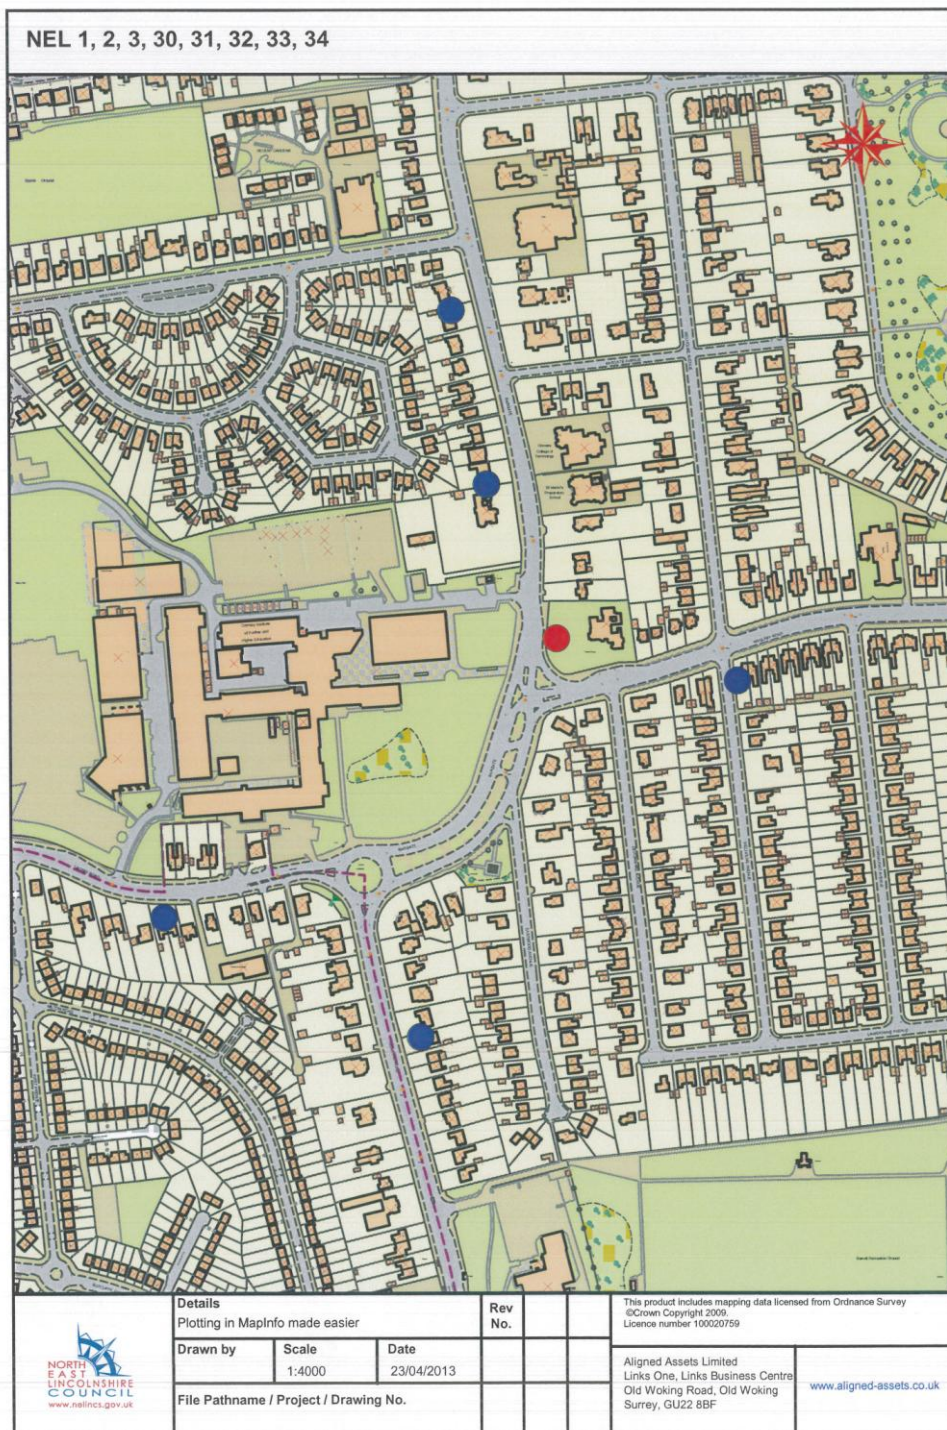 NEL 1, 2, 3, 30, 31, 32, 33, 34
Details
Plotting in MapInfo made easier
Rev
No.
Drawn by
Scale
1:4000
Date
23/04/2013
File Pathname / Project / Drawing No.
NORTH
EAST
LINCOLNSHIRE
COUNCIL
www.nelincs.gov.uk
This product includes mapping data licensed from Ordnance Survey
©Crown Copyright 2009.
Licence number 100020759
Aligned Assets Limited
Links One, Links Business Centre
Old Woking Road, Old Woking
Surrey, GU22 8BF
www.aligned-assets.co.uk